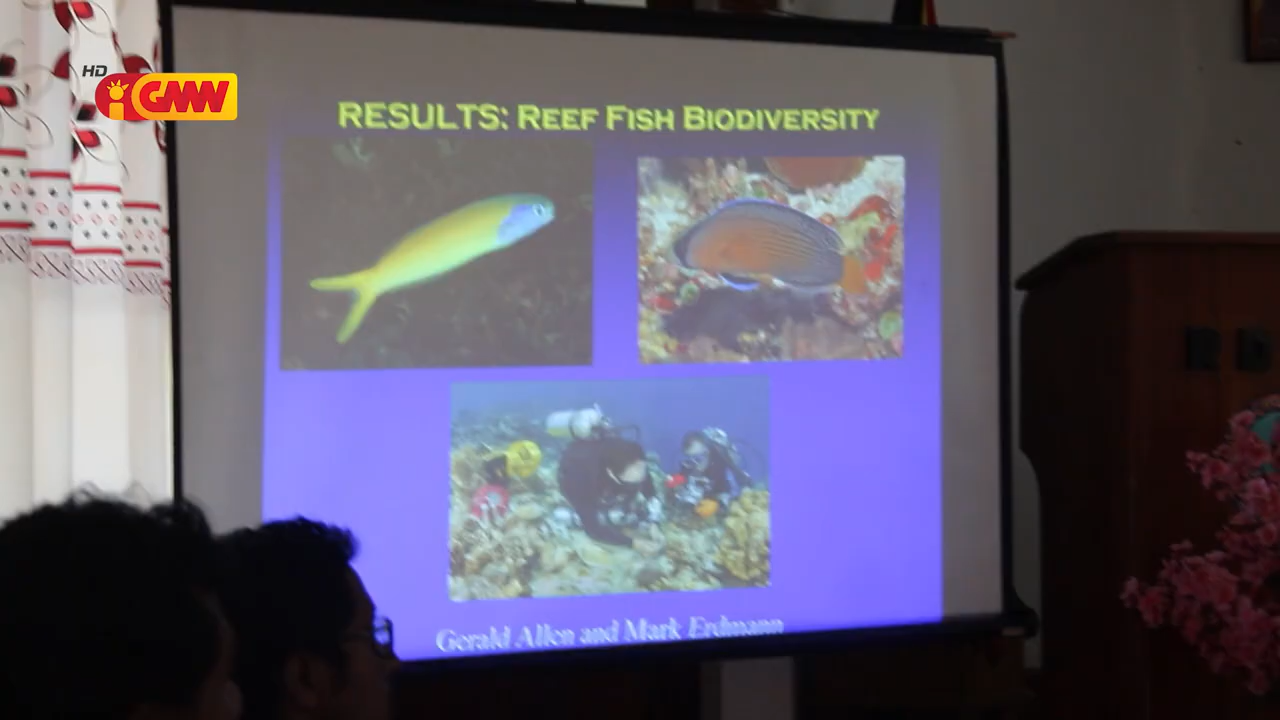 HD
iGMW
RESULTS: REEF FISH BIODIVERSITY
Gerald Allen and Mark Erdmann